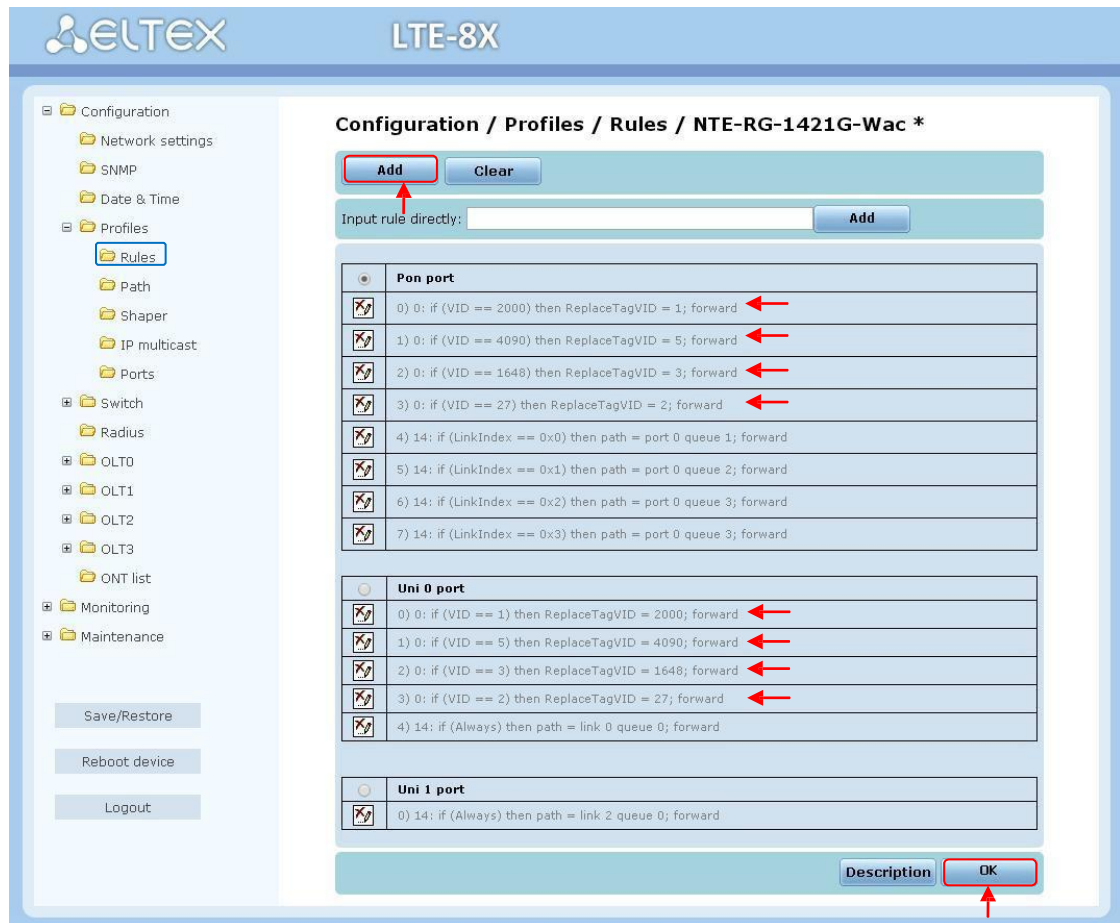 ELTEX LTE-8X
Configuration
Network settings
SNMP
Date & Time
Profiles
Rules
Path
Shaper
IP multicast
Ports
Switch
Radius
OLT0
OLT1
OLT2
OLT3
ONT list
Monitoring
Maintenance
Save/Restore
Reboot device
Logout
Configuration / Profiles / Rules / NTE-RG-1421G-Wac *
Add Clear
Input rule directly: Add
Pon port
0) 0: if (VID == 2000) then ReplaceTagVID = 1; forward
1) 0: if (VID == 4090) then ReplaceTagVID = 5; forward
2) 0: if (VID == 1648) then ReplaceTagVID = 3; forward
3) 0: if (VID == 27) then ReplaceTagVID = 2; forward
4) 14: if (LinkIndex == 0x0) then path = port 0 queue 1; forward
5) 14: if (LinkIndex == 0x1) then path = port 0 queue 2; forward
6) 14: if (LinkIndex == 0x2) then path = port 0 queue 3; forward
7) 14: if (LinkIndex == 0x3) then path = port 0 queue 3; forward
Uni 0 port
0) 0: if (VID == 1) then ReplaceTagVID = 2000; forward
1) 0: if (VID == 5) then ReplaceTagVID = 4090; forward
2) 0: if (VID == 3) then ReplaceTagVID = 1648; forward
3) 0: if (VID == 2) then ReplaceTagVID = 27; forward
4) 14: if (Always) then path = link 0 queue 0; forward
Uni 1 port
0) 14: if (Always) then path = link 2 queue 0; forward
Description OK